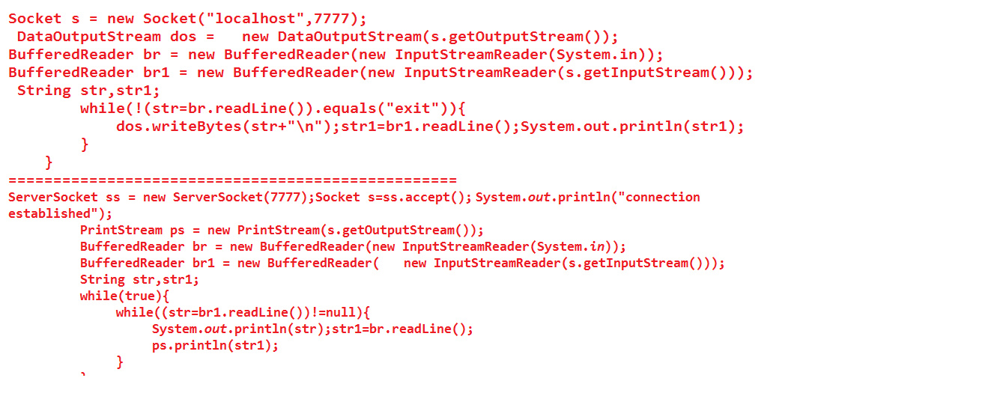 Socket s = new Socket("localhost",7777);
DataOutputStream dos =   new DataOutputStream(s.getOutputStream());
BufferedReader br = new BufferedReader(new InputStreamReader(System.in));
BufferedReader br1 = new BufferedReader(new InputStreamReader(s.getInputStream()));
String str,str1;
while(!(str=br.readLine()).equals("exit")){
dos.writeBytes(str+"\n");str1=br1.readLine();System.out.println(str1);
}
}
==================================================
ServerSocket ss = new ServerSocket(7777);Socket s=ss.accept();System.out.println("connection
established");
PrintStream ps = new PrintStream(s.getOutputStream());
BufferedReader br = new BufferedReader(new InputStreamReader(System.in));
BufferedReader br1 = new BufferedReader(   new InputStreamReader(s.getInputStream()));
String str,str1;
while(true){
while((str=br1.readLine())!=null){
System.out.println(str);str1=br.readLine();
ps.println(str1);
}